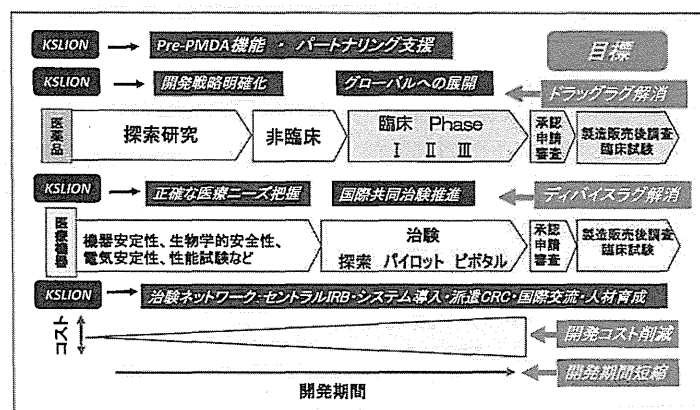 KSLION Pre-PMDA機能 ・ パートナリング支援
目標
KSLION 開発戦略明確化 グローバルへの展開
ドラッグラグ解消
医薬品
探索研究
非臨床
臨床 Phase
Ⅰ Ⅱ Ⅲ
承認
申請
審査
製造販売後調査
臨床試験
KSLION 正確な医療ニーズ把握 国際共同治験推進
ディバイスラグ解消
医療機器
機器安定性、生物学的安全性、
電気安定性、性能試験など
治験
探索 パイロット ピボタル
承認
申請
審査
製造販売後調査
臨床試験
KSLION 治験ネットワーク・セントラルIRB・システム導入・派遣CRC・国際交流・人材育成
コスト
開発コスト削減
開発期間短縮
開発期間